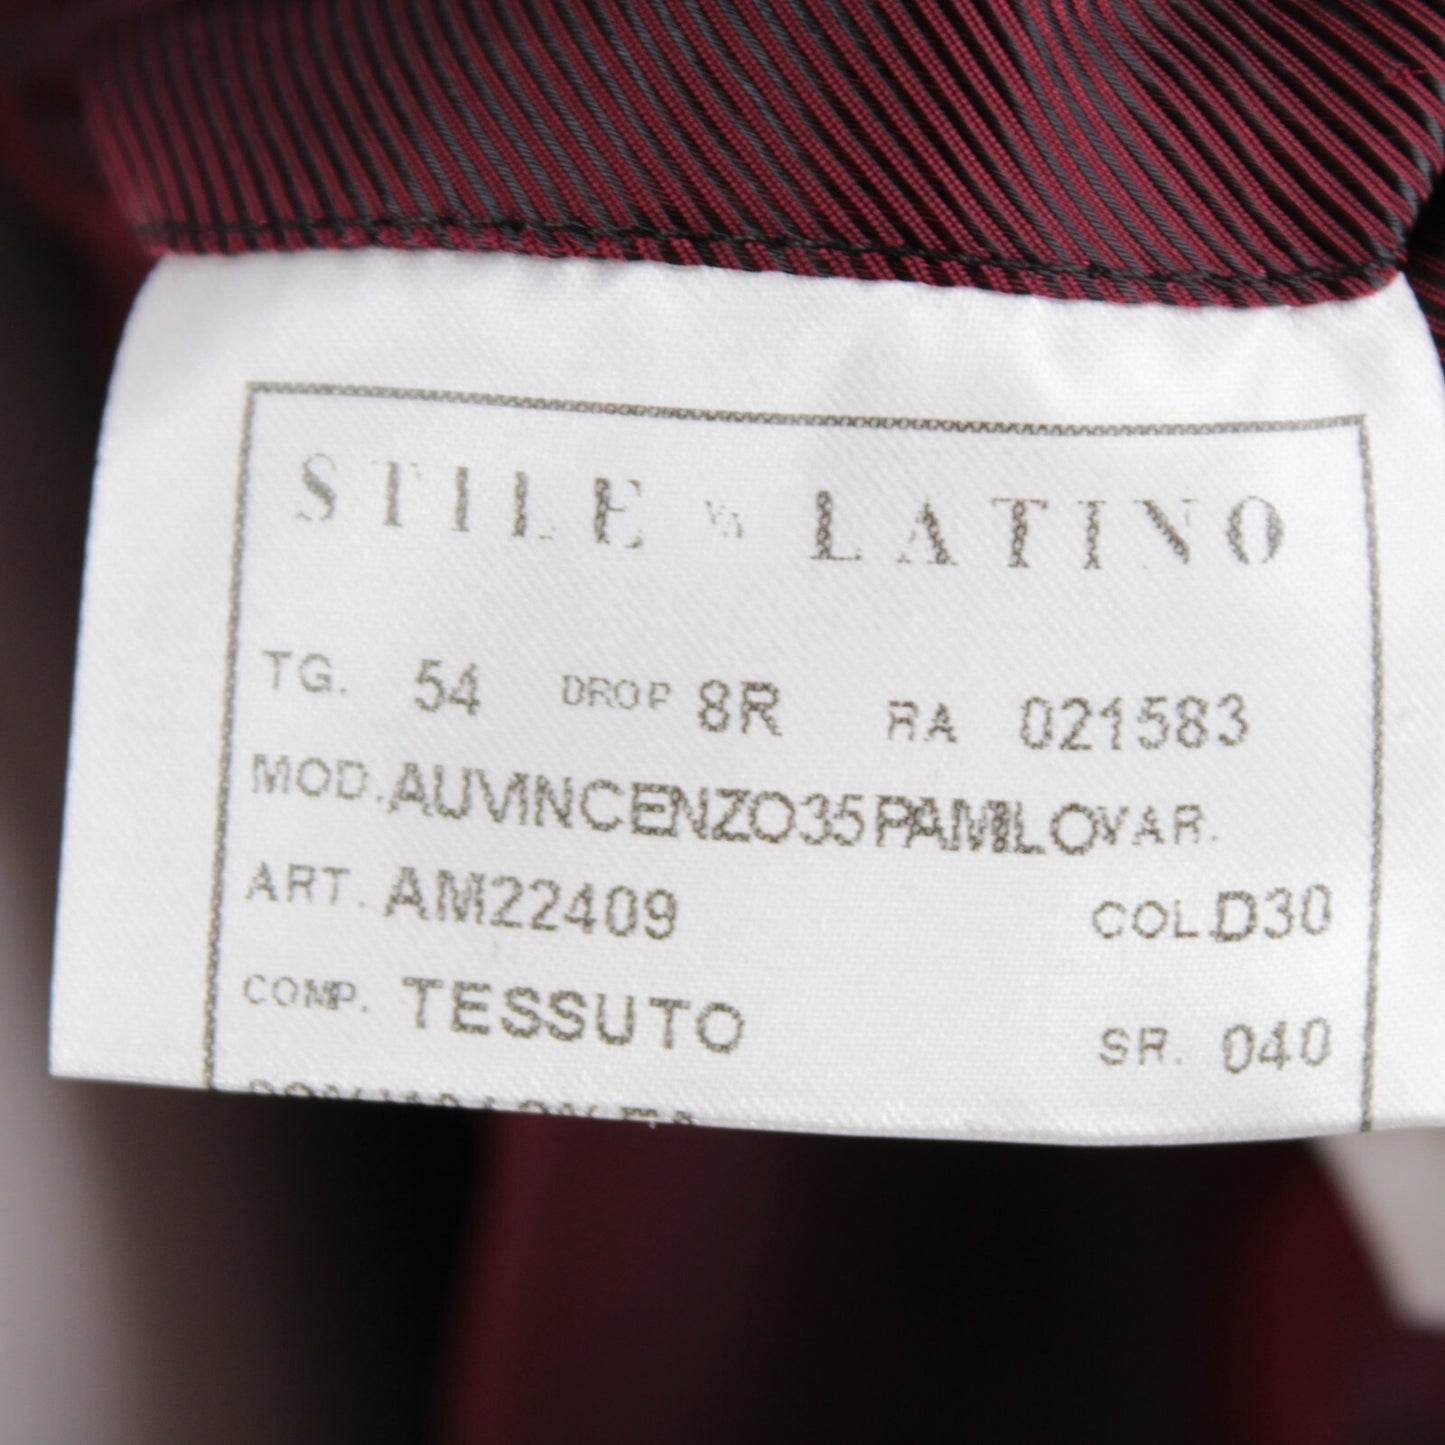 STILE LATINO
TG. 54 DROP 8R RA 021583
MOD. AUVINCENZO35PAMILO VAR.
ART. AM22409 COL. D30
COMP. TESSUTO SR. 040